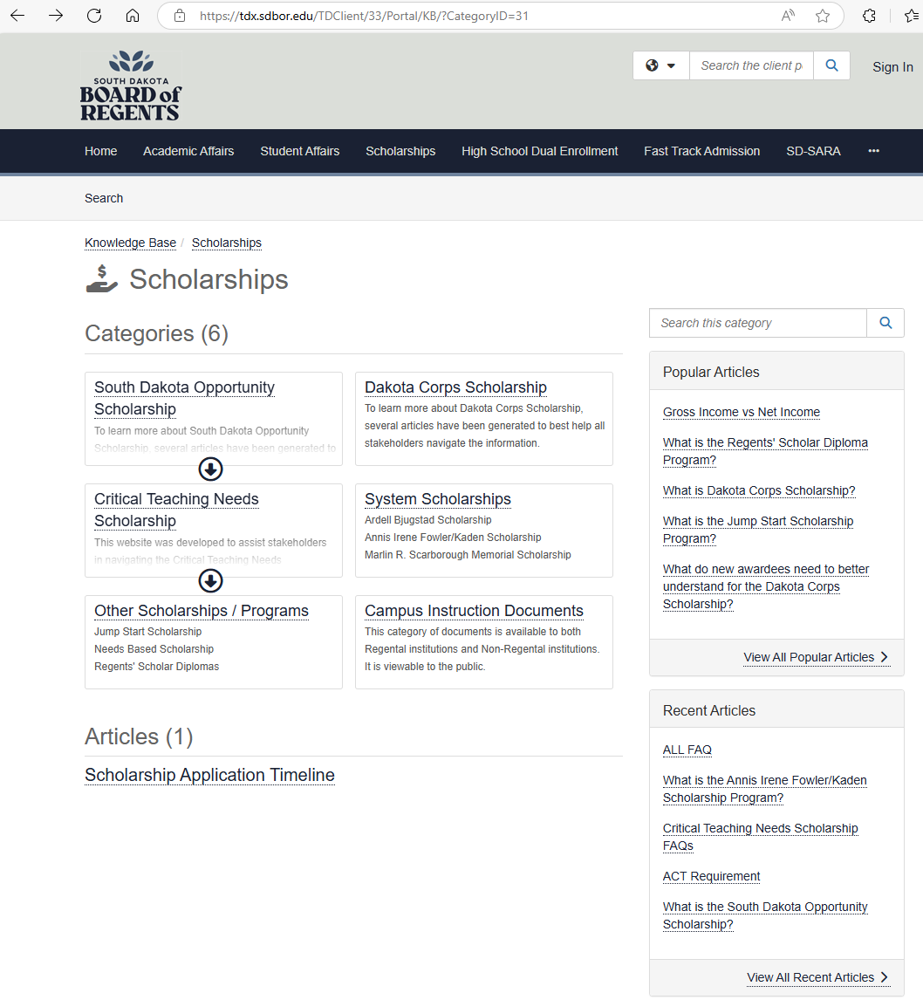 https://tdx.sdbor.edu/TDClient/33/Portal/KB/?CategoryID=31
SOUTH DAKOTA
BOARD of
REGENTS
Search the client p
Sign In
Home Academic Affairs Student Affairs Scholarships High School Dual Enrollment Fast Track Admission SD-SARA •••
Search
Knowledge Base / Scholarships
Scholarships
Categories (6)
South Dakota Opportunity
Scholarship
To learn more about South Dakota Opportunity
Scholarship, several articles have been generated to
Dakota Corps Scholarship
To learn more about Dakota Corps Scholarship,
several articles have been generated to best help all
stakeholders navigate the information.
Critical Teaching Needs
Scholarship
This website was developed to assist stakeholders
in navigating the Critical Teaching Needs
System Scholarships
Ardell Bjugstad Scholarship
Annis Irene Fowler/Kaden Scholarship
Marlin R. Scarborough Memorial Scholarship
Other Scholarships / Programs
Jump Start Scholarship
Needs Based Scholarship
Regents' Scholar Diplomas
Campus Instruction Documents
This category of documents is available to both
Regental institutions and Non-Regental institutions.
It is viewable to the public.
Articles (1)
Scholarship Application Timeline
Search this category
Popular Articles
Gross Income vs Net Income
What is the Regents' Scholar Diploma
Program?
What is Dakota Corps Scholarship?
What is the Jump Start Scholarship
Program?
What do new awardees need to better
understand for the Dakota Corps
Scholarship?
View All Popular Articles
Recent Articles
ALL FAQ
What is the Annis Irene Fowler/Kaden
Scholarship Program?
Critical Teaching Needs Scholarship
FAQs
ACT Requirement
What is the South Dakota Opportunity
Scholarship?
View All Recent Articles